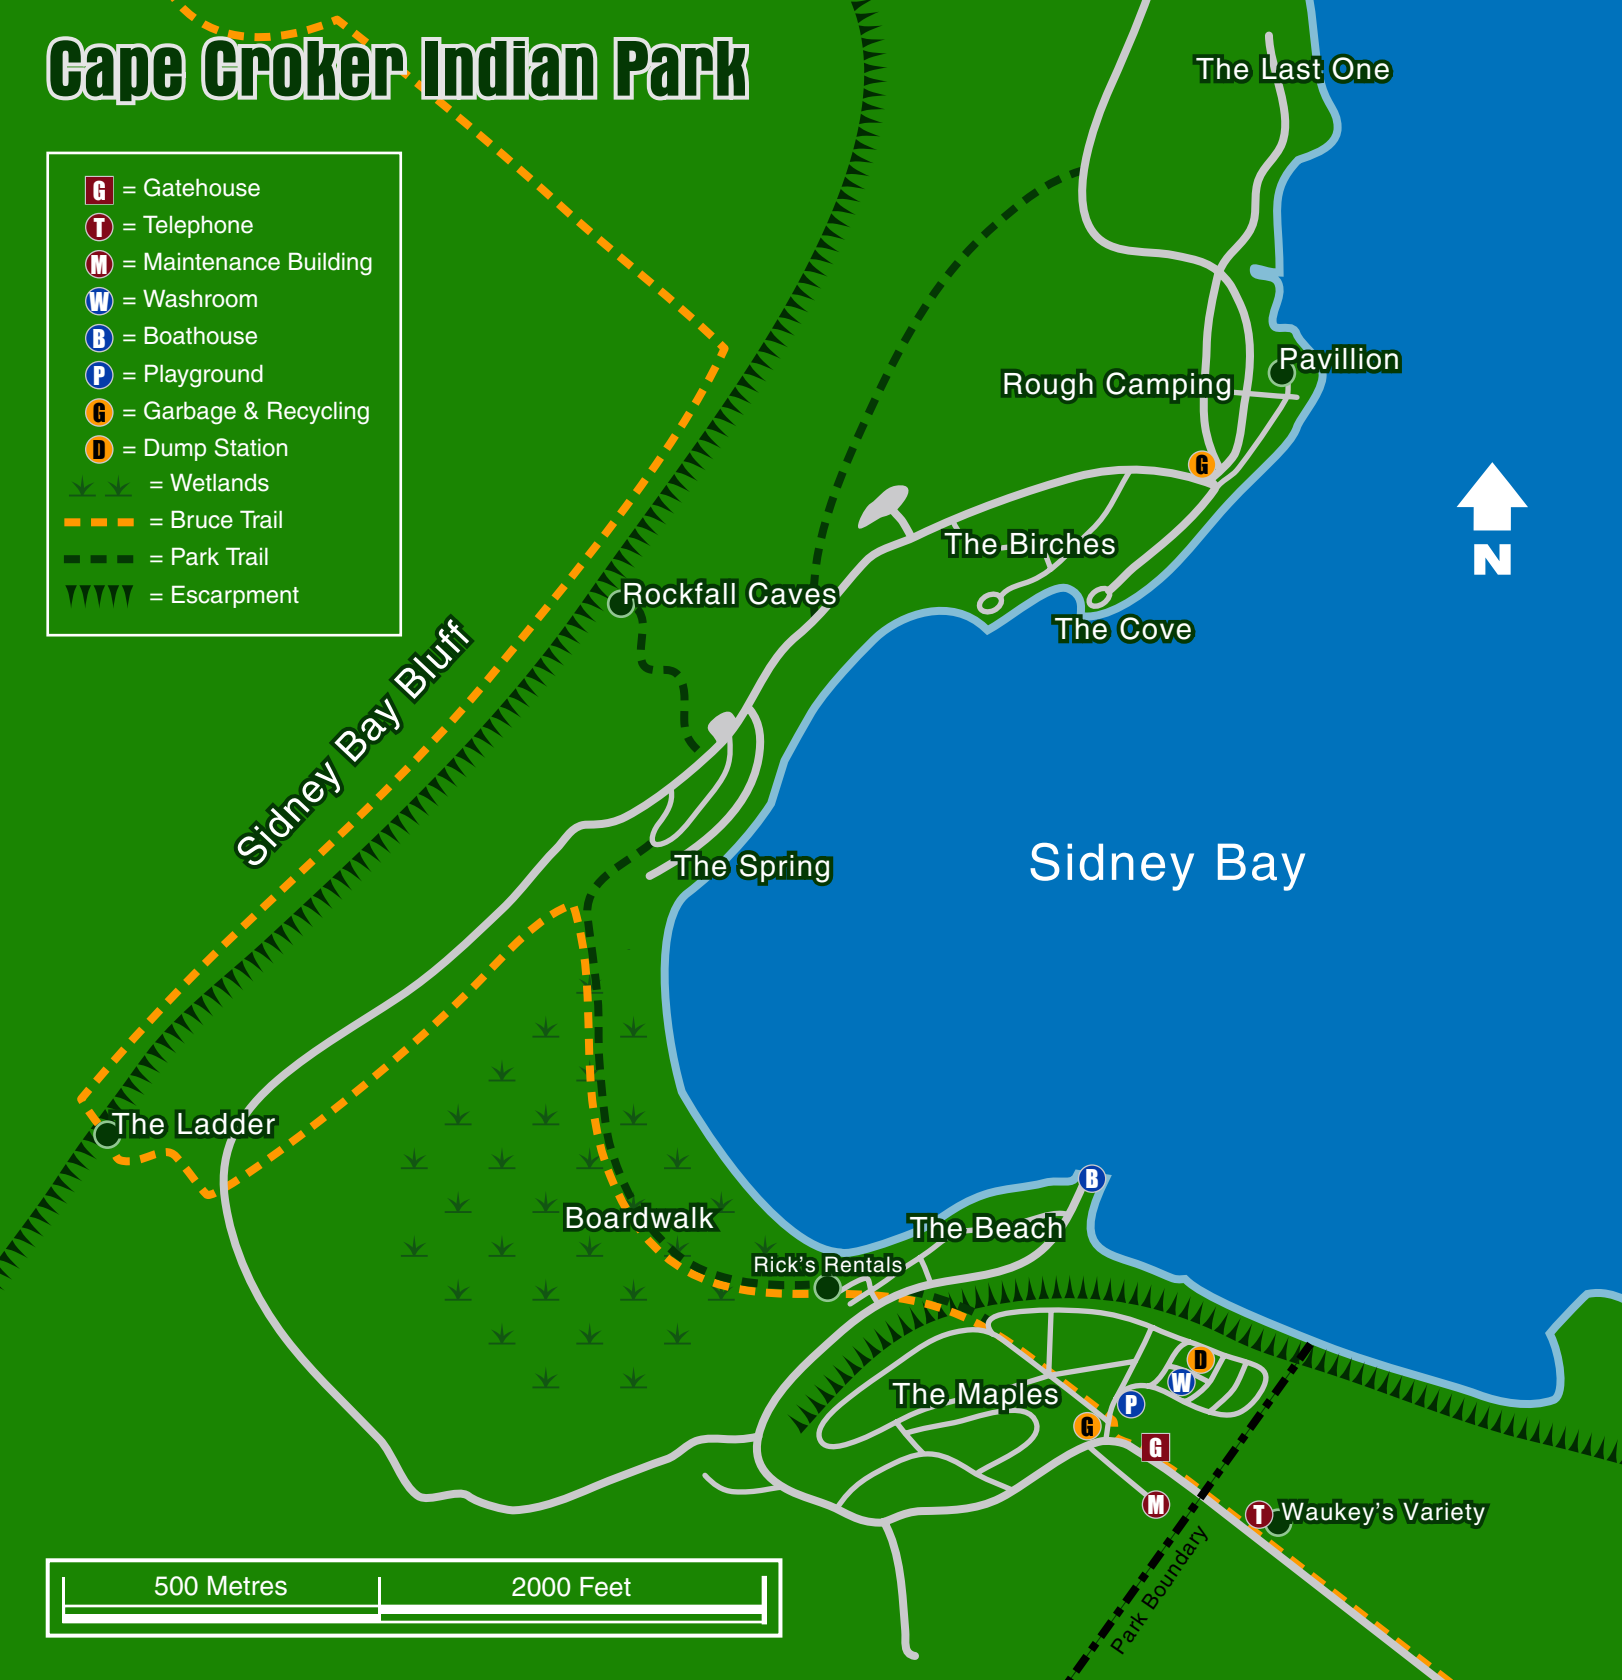 Cape Croker Indian Park
G = Gatehouse
T = Telephone
M = Maintenance Building
W = Washroom
B = Boathouse
P = Playground
G = Garbage & Recycling
D = Dump Station
= Wetlands
= Bruce Trail
= Park Trail
= Escarpment
The Last One
Pavillion
Rough Camping
G
N
The Birches
Rockfall Caves
The Cove
Sidney Bay Bluff
Sidney Bay
The Spring
The Ladder
B
Boardwalk
The Beach
Rick's Rentals
D
W
The Maples
P
G
G
M
T
Waukey's Variety
Park Boundary
500 Metres
2000 Feet